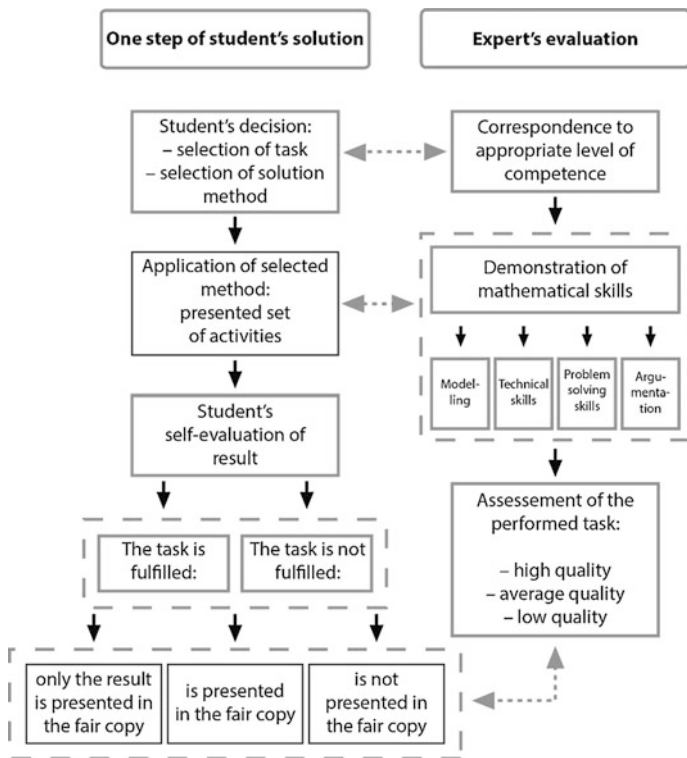 One step of student's solution
Expert's evaluation
Student's decision:
– selection of task
– selection of solution
method
Correspondence to
appropriate level of
competence
Application of selected
method:
presented set
of activities
Demonstration of
mathematical skills
Model-
ling
Technical
skills
Problem
solving
skills
Argu-
menta-
tion
Student's
self-evaluation of
result
The task is
fulfilled:
The task is not
fulfilled:
Assessement of the
performed task:
– high quality
– average quality
– low quality
only the result
is presented in
the fair copy
is presented
in the fair copy
is not
presented in
the fair copy